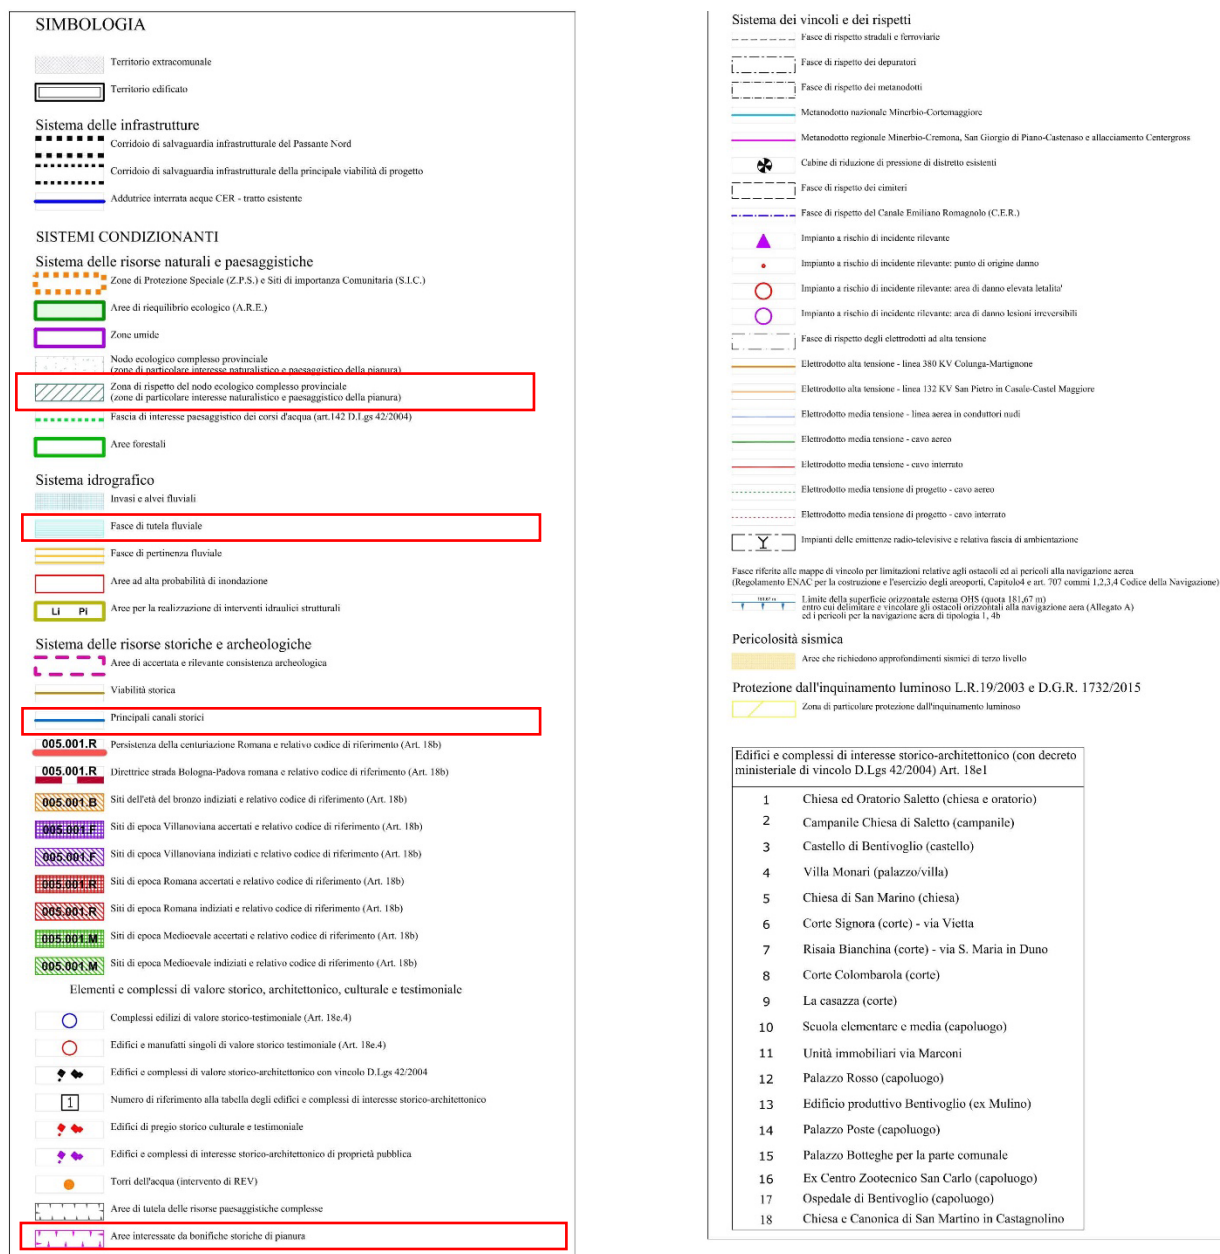 SIMBOLOGIA
Territorio extracomunale
Territorio edificato
Sistema delle infrastrutture
Corridoio di salvaguardia infrastrutturale del Passante Nord
Corridoio di salvaguardia infrastrutturale della principale viabilità di progetto
Adduttrice interrata acque CER - tratto esistente
SISTEMI CONDIZIONANTI
Sistema delle risorse naturali e paesaggistiche
Zone di Protezione Speciale (Z.P.S.) e Siti di importanza Comunitaria (S.I.C.)
Aree di riequilibrio ecologico (A.R.E.)
Zone umide
Nodo ecologico complesso provinciale
(zone di particolare interesse naturalistico e paesaggistico della pianura)
Zona di rispetto del nodo ecologico complesso provinciale
(zone di particolare interesse naturalistico e paesaggistico della pianura)
Fascia di interesse paesaggistico dei corsi d'acqua (art.142 D.Lgs 42/2004)
Aree forestali
Sistema idrografico
Invasi e alvei fluviali
Fasce di tutela fluviale
Fasce di pertinenza fluviale
Aree ad alta probabilità di inondazione
Li Pi Aree per la realizzazione di interventi idraulici strutturali
Sistema delle risorse storiche e archeologiche
Aree di accertata e rilevante consistenza archeologica
Viabilità storica
Principali canali storici
005.001.R Persistenza della centuriazione Romana e relativo codice di riferimento (Art. 18b)
005.001.R Direttrice strada Bologna-Padova romana e relativo codice di riferimento (Art. 18b)
005.001.B Siti dell'età del bronzo indiziati e relativo codice di riferimento (Art. 18b)
005.001.F Siti di epoca Villanoviana accertati e relativo codice di riferimento (Art. 18b)
005.001.F Siti di epoca Villanoviana indiziati e relativo codice di riferimento (Art. 18b)
005.001.R Siti di epoca Romana accertati e relativo codice di riferimento (Art. 18b)
005.001.R Siti di epoca Romana indiziati e relativo codice di riferimento (Art. 18b)
005.001.M Siti di epoca Medioevale accertati e relativo codice di riferimento (Art. 18b)
005.001.M Siti di epoca Medioevale indiziati e relativo codice di riferimento (Art. 18b)
Elementi e complessi di valore storico, architettonico, culturale e testimoniale
Complessi edilizi di valore storico-testimoniale (Art. 18e.4)
Edifici e manufatti singoli di valore storico testimoniale (Art. 18e.4)
Edifici e complessi di valore storico-architettonico con vincolo D.Lgs 42/2004
1 Numero di riferimento alla tabella degli edifici e complessi di interesse storico-architettonico
Edifici di pregio storico culturale e testimoniale
Edifici e complessi di interesse storico-architettonico di proprietà pubblica
Torri dell'acqua (intervento di REV)
Aree di tutela delle risorse paesaggistiche complesse
Aree interessate da bonifiche storiche di pianura
Sistema dei vincoli e dei rispetti
Fasce di rispetto stradali e ferroviarie
Fasce di rispetto dei depuratori
Fasce di rispetto dei metanodotti
Metanodotto nazionale Minerbio-Cortemaggiore
Metanodotto regionale Minerbio-Cremona, San Giorgio di Piano-Castenaso e allacciamento Centergross
Cabine di riduzione di pressione di distretto esistenti
Fasce di rispetto dei cimiteri
Fasce di rispetto del Canale Emiliano Romagnolo (C.E.R.)
Impianto a rischio di incidente rilevante
Impianto a rischio di incidente rilevante: punto di origine danno
Impianto a rischio di incidente rilevante: area di danno elevata letalita'
Impianto a rischio di incidente rilevante: area di danno lesioni irreversibili
Fasce di rispetto degli elettrodotti ad alta tensione
Elettrodotto alta tensione - linea 380 KV Colunga-Martignone
Elettrodotto alta tensione - linea 132 KV San Pietro in Casale-Castel Maggiore
Elettrodotto media tensione - linea aerea in conduttori nudi
Elettrodotto media tensione - cavo aereo
Elettrodotto media tensione - cavo interrato
Elettrodotto media tensione di progetto - cavo aereo
Elettrodotto media tensione di progetto - cavo interrato
Impianti delle emittenze radio-televisive e relativa fascia di ambientazione
Fasce riferite alle mappe di vincolo per limitazioni relative agli ostacoli ed ai pericoli alla navigazione aerea
(Regolamento ENAC per la costruzione e l'esercizio degli areoporti, Capitolo4 e art. 707 commi 1,2,3,4 Codice della Navigazione)
Limite della superficie orizzontale esterna OHS (quota 181,67 m)
entro cui delimitare e vincolare gli ostacoli orizzontali alla navigazione aera (Allegato A)
ed i pericoli per la navigazione aera di tipologia 1, 4b
Pericolosità sismica
Aree che richiedono approfondimenti sismici di terzo livello
Protezione dall'inquinamento luminoso L.R.19/2003 e D.G.R. 1732/2015
Zona di particolare protezione dall'inquinamento luminoso
Edifici e complessi di interesse storico-architettonico (con decreto
ministeriale di vincolo D.Lgs 42/2004) Art. 18e1
1 Chiesa ed Oratorio Saletto (chiesa e oratorio)
2 Campanile Chiesa di Saletto (campanile)
3 Castello di Bentivoglio (castello)
4 Villa Monari (palazzo/villa)
5 Chiesa di San Marino (chiesa)
6 Corte Signora (corte) - via Vietta
7 Risaia Bianchina (corte) - via S. Maria in Duno
8 Corte Colombarola (corte)
9 La casazza (corte)
10 Scuola elementare e media (capoluogo)
11 Unità immobiliari via Marconi
12 Palazzo Rosso (capoluogo)
13 Edificio produttivo Bentivoglio (ex Mulino)
14 Palazzo Poste (capoluogo)
15 Palazzo Botteghe per la parte comunale
16 Ex Centro Zootecnico San Carlo (capoluogo)
17 Ospedale di Bentivoglio (capoluogo)
18 Chiesa e Canonica di San Martino in Castagnolino